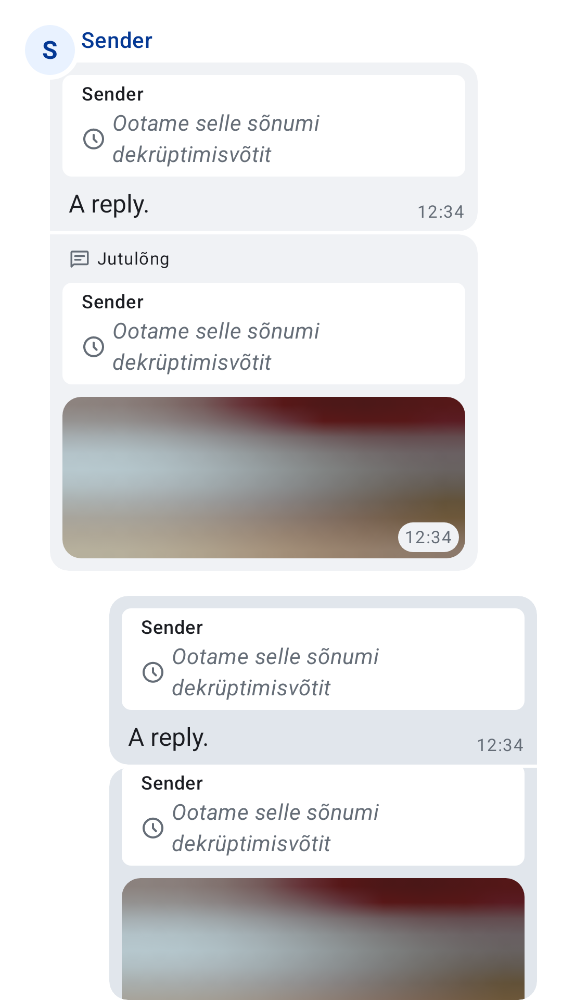 S
Sender
Sender
Ootame selle sõnumi
dekrüptimisvõtit
A reply.
12:34
Jutulõng
Sender
Ootame selle sõnumi
dekrüptimisvõtit
12:34
Sender
Ootame selle sõnumi
dekrüptimisvõtit
A reply.
12:34
Sender
Ootame selle sõnumi
dekrüptimisvõtit